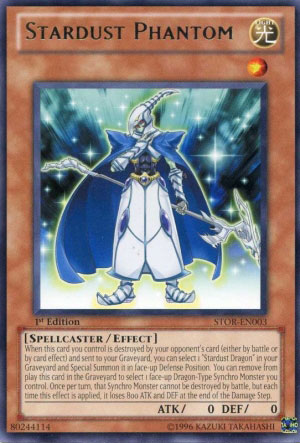 STARDUST PHANTOM
LIGHT
光
1st Edition
STOR-EN003
[SPELLCASTER / EFFECT]
When this card you control is destroyed by your opponent's card (either by battle or
by card effect) and sent to your Graveyard, you can select 1 "Stardust Dragon" in your
Graveyard and Special Summon it in face-up Defense Position. You can remove from
play this card in the Graveyard to select 1 face-up Dragon-Type Synchro Monster you
control. Once per turn, that Synchro Monster cannot be destroyed by battle, but each
time this effect is applied, it loses 800 ATK and DEF at the end of the Damage Step.
ATK/ 0 DEF/ 0
80244114
©1996 KAZUKI TAKAHASHI